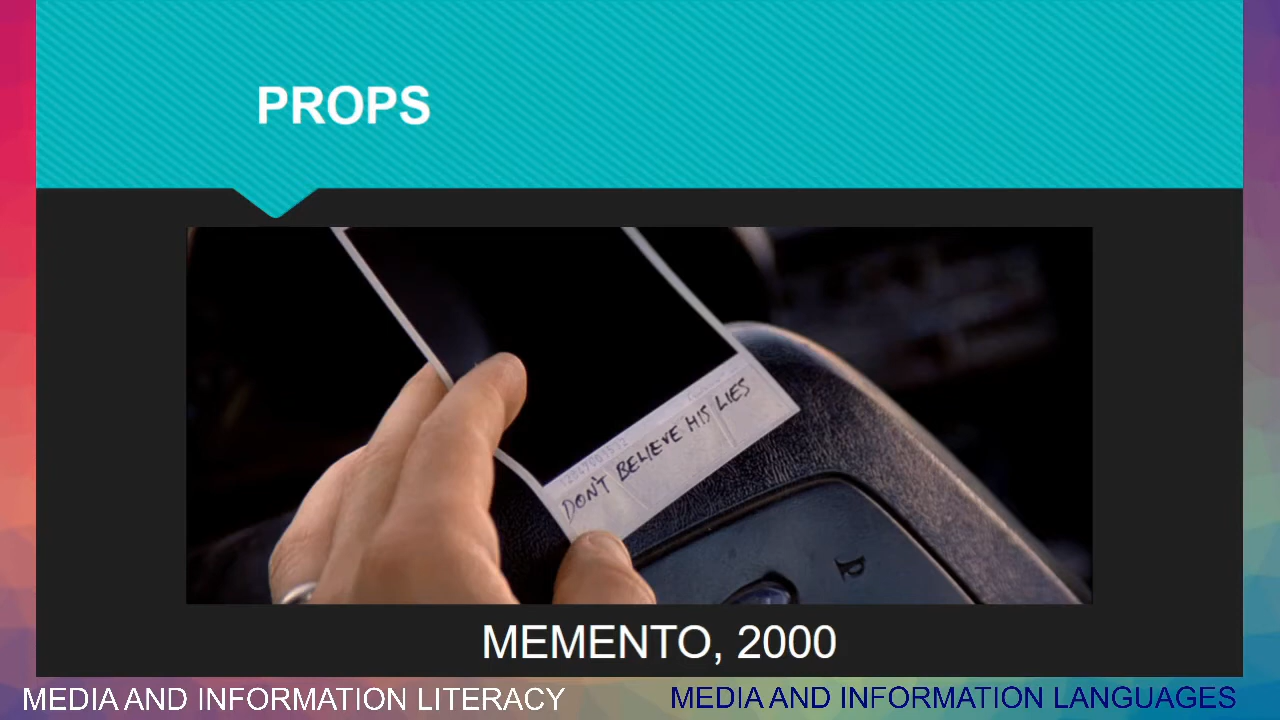 PROPS
DON'T BELIEVE HIS LIES
P
MEMENTO, 2000
MEDIA AND INFORMATION LITERACY
MEDIA AND INFORMATION LANGUAGES